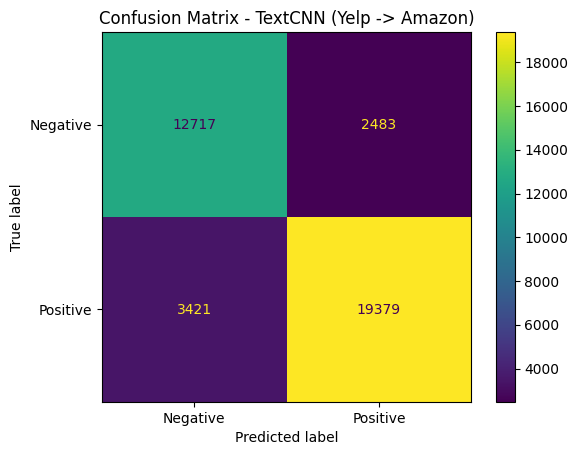 Confusion Matrix - TextCNN (Yelp -> Amazon)
True label
Negative
12717 2483
Positive
3421 19379
Negative Positive
Predicted label
18000
16000
14000
12000
10000
8000
6000
4000